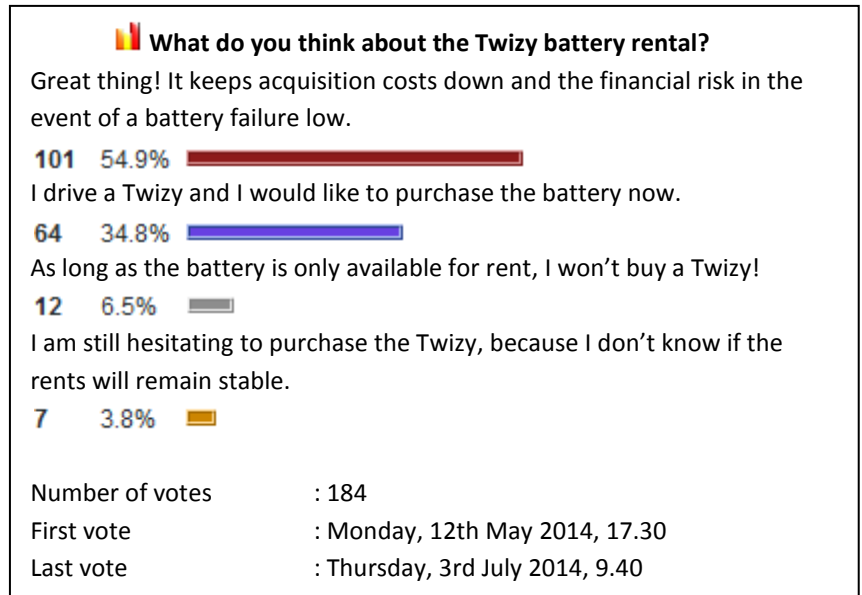 What do you think about the Twizy battery rental?
Great thing! It keeps acquisition costs down and the financial risk in the
event of a battery failure low.
101 54.9%
I drive a Twizy and I would like to purchase the battery now.
64 34.8%
As long as the battery is only available for rent, I won’t buy a Twizy!
12 6.5%
I am still hesitating to purchase the Twizy, because I don’t know if the
rents will remain stable.
7 3.8%
Number of votes : 184
First vote : Monday, 12th May 2014, 17.30
Last vote : Thursday, 3rd July 2014, 9.40